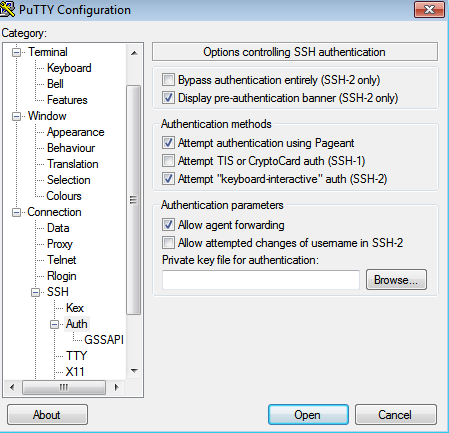 PuTTY Configuration
Category:
Terminal
Keyboard
Bell
Features
Window
Appearance
Behaviour
Translation
Selection
Colours
Connection
Data
Proxy
Telnet
Rlogin
SSH
Kex
Auth
GSSAPI
TTY
X11
Options controlling SSH authentication
Bypass authentication entirely (SSH-2 only)
Display pre-authentication banner (SSH-2 only)
Authentication methods
Attempt authentication using Pageant
Attempt TIS or CryptoCard auth (SSH-1)
Attempt "keyboard-interactive" auth (SSH-2)
Authentication parameters
Allow agent forwarding
Allow attempted changes of username in SSH-2
Private key file for authentication:
Browse...
About
Open
Cancel